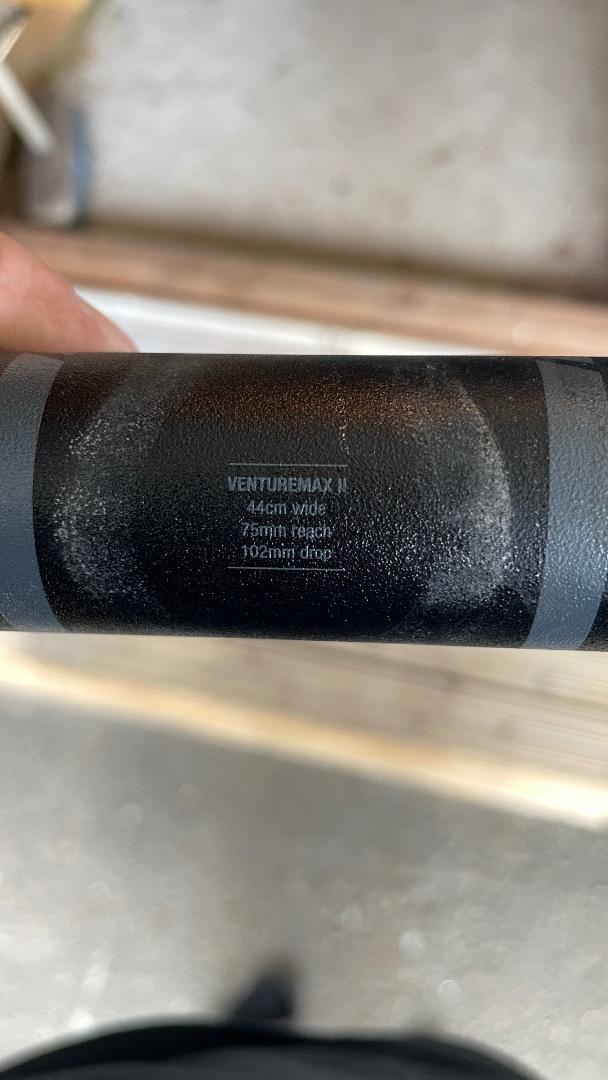 VENTUREMAX II
44cm wide
75mm reach
102mm drop